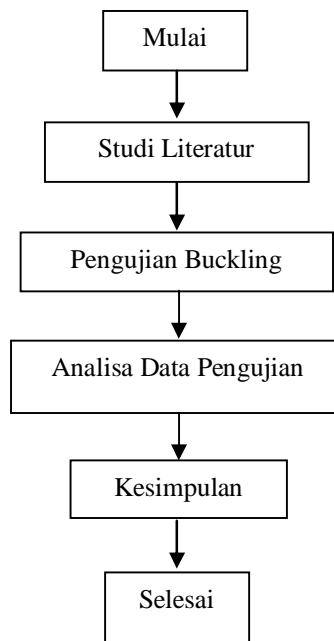 Mulai
Studi Literatur
Pengujian Buckling
Analisa Data Pengujian
Kesimpulan
Selesai